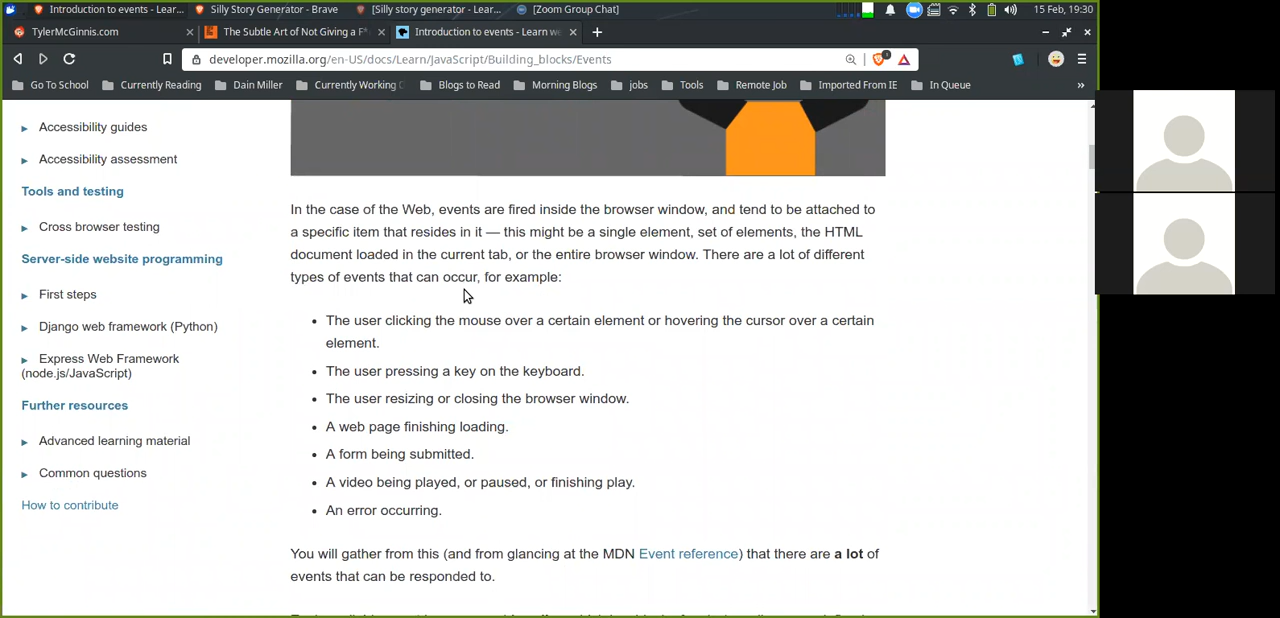 Introduction to events - Lear...
Silly Story Generator - Brave
[Silly story generator - Lear...
[Zoom Group Chat]
15 Feb, 19:30
TylerMcGinnis.com
The Subtle Art of Not Giving a F*
Introduction to events - Learn w
developer.mozilla.org/en-US/docs/Learn/JavaScript/Building_blocks/Events
1
Go To School
Currently Reading
Dain Miller
Currently Working
Blogs to Read
Morning Blogs
jobs
Tools
Remote Job
Imported From IE
In Queue
»
Accessibility guides
Accessibility assessment
Tools and testing
Cross browser testing
Server-side website programming
First steps
Django web framework (Python)
Express Web Framework
(node.js/JavaScript)
Further resources
Advanced learning material
Common questions
How to contribute
In the case of the Web, events are fired inside the browser window, and tend to be attached to
a specific item that resides in it — this might be a single element, set of elements, the HTML
document loaded in the current tab, or the entire browser window. There are a lot of different
types of events that can occur, for example:
• The user clicking the mouse over a certain element or hovering the cursor over a certain
element.
• The user pressing a key on the keyboard.
• The user resizing or closing the browser window.
• A web page finishing loading.
• A form being submitted.
• A video being played, or paused, or finishing play.
• An error occurring.
You will gather from this (and from glancing at the MDN Event reference) that there are a lot of
events that can be responded to.